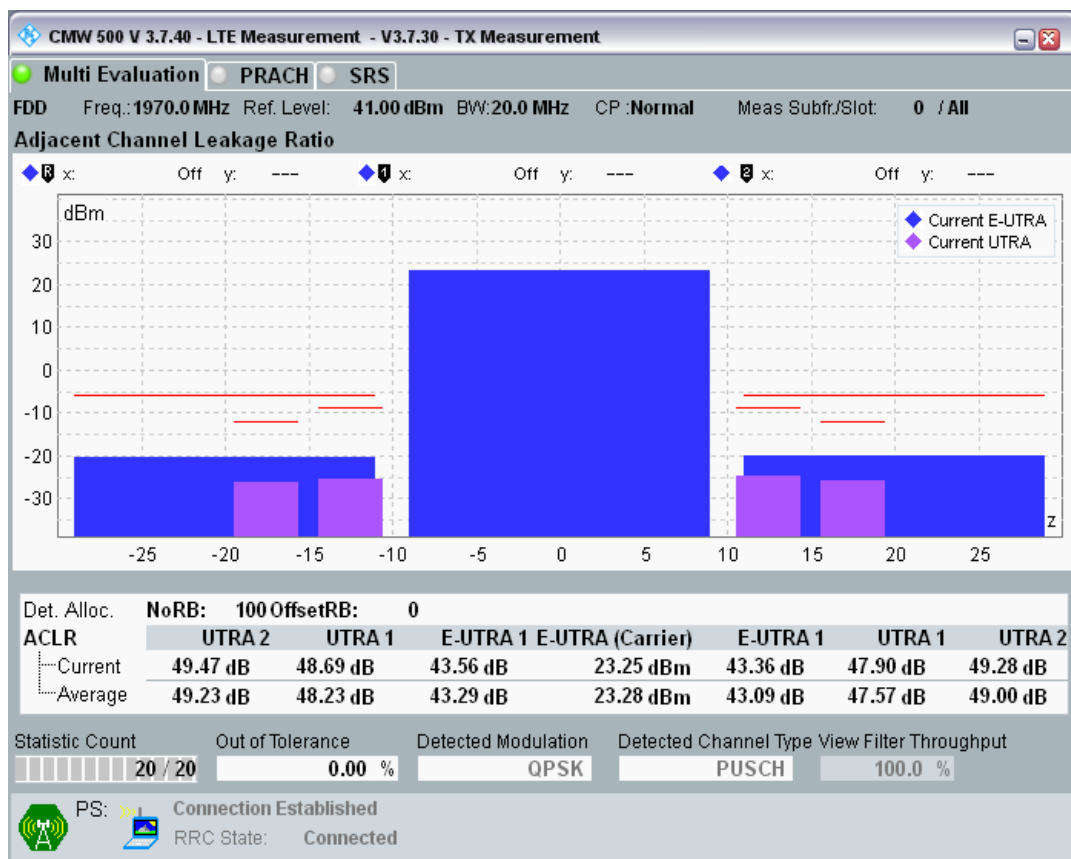 CMW 500 V 3.7.40 - LTE Measurement - V3.7.30 - TX Measurement
Multi Evaluation PRACH SRS
FDD Freq.: 1970.0 MHz Ref. Level: 41.00 dBm BW: 20.0 MHz CP : Normal Meas Subfr./Slot: 0 / All
Adjacent Channel Leakage Ratio
R x: Off y: --- 1 x: Off y: --- 2 x: Off y: ---
dBm
Current E-UTRA
Current UTRA
30
20
10
0
-10
-20
-30
z
-25 -20 -15 -10 -5 0 5 10 15 20 25
Det. Alloc. NoRB: 100 OffsetRB: 0
ACLR UTRA 2 UTRA 1 E-UTRA 1 E-UTRA (Carrier) E-UTRA 1 UTRA 1 UTRA 2
Current 49.47 dB 48.69 dB 43.56 dB 23.25 dBm 43.36 dB 47.90 dB 49.28 dB
Average 49.23 dB 48.23 dB 43.29 dB 23.28 dBm 43.09 dB 47.57 dB 49.00 dB
Statistic Count Out of Tolerance Detected Modulation Detected Channel Type View Filter Throughput
20 / 20 0.00 % QPSK PUSCH 100.0 %
PS: Connection Established
RRC State: Connected